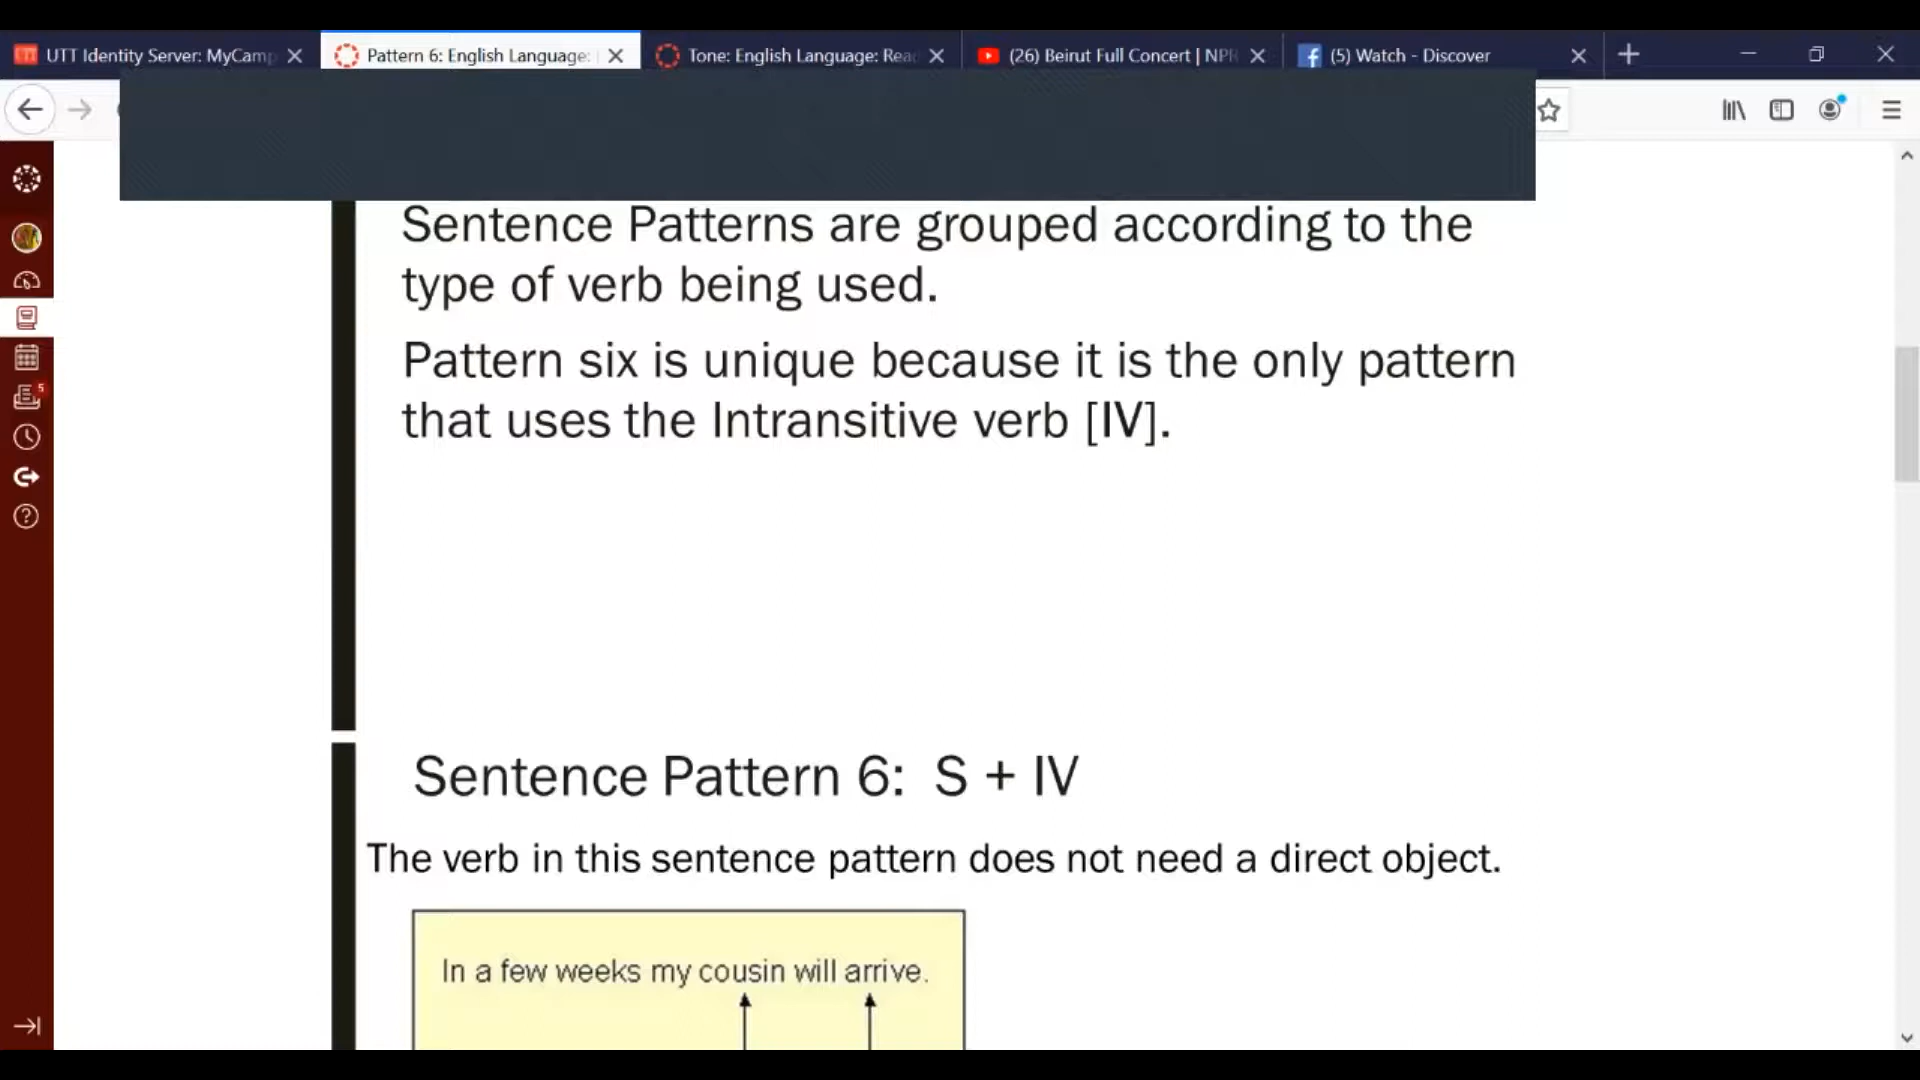 UTT Identity Server: MyCamp
Pattern 6: English Language:
Tone: English Language: Rea
(26) Beirut Full Concert | NPR
(5) Watch - Discover
Sentence Patterns are grouped according to the
type of verb being used.
Pattern six is unique because it is the only pattern
that uses the Intransitive verb [IV].
5
Sentence Pattern 6: S + IV
The verb in this sentence pattern does not need a direct object.
In a few weeks my cousin will arrive.